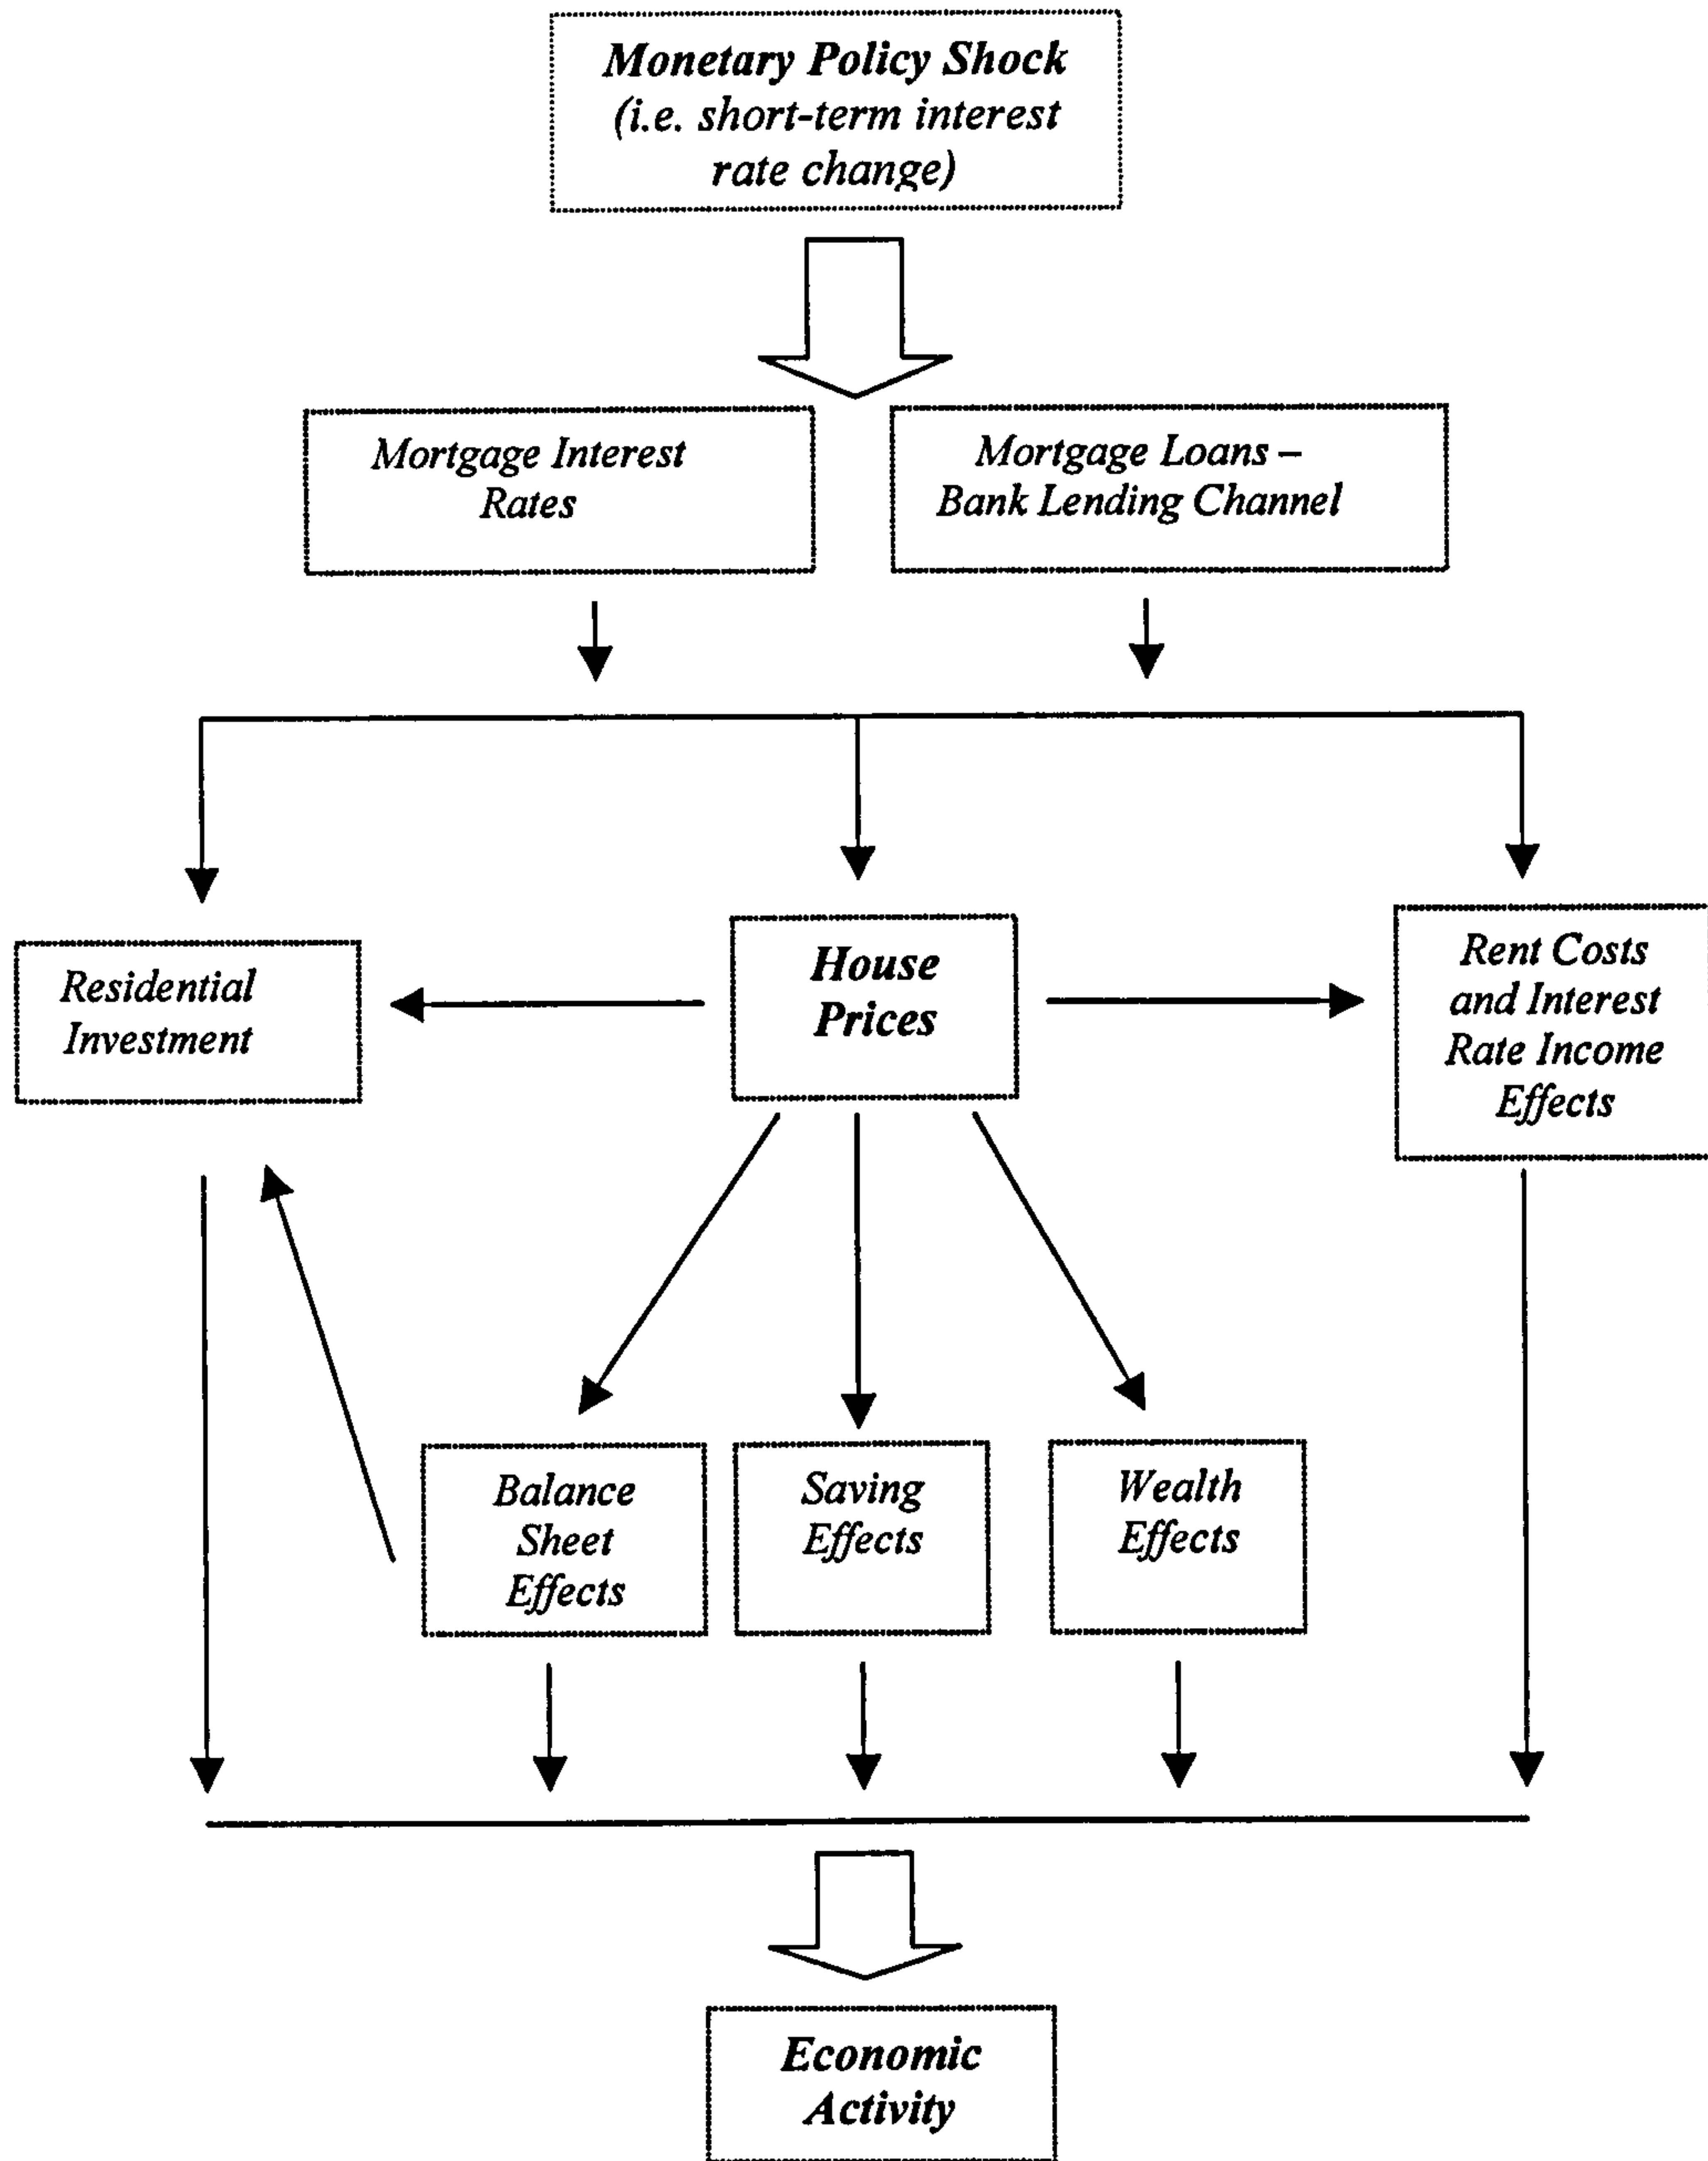 Monetary Policy Shock
(i.e. short-term interest
rate change)
Mortgage Interest
Rates
Mortgage Loans –
Bank Lending Channel
Residential
Investment
House
Prices
Rent Costs
and Interest
Rate Income
Effects
Balance
Sheet
Effects
Saving
Effects
Wealth
Effects
Economic
Activity